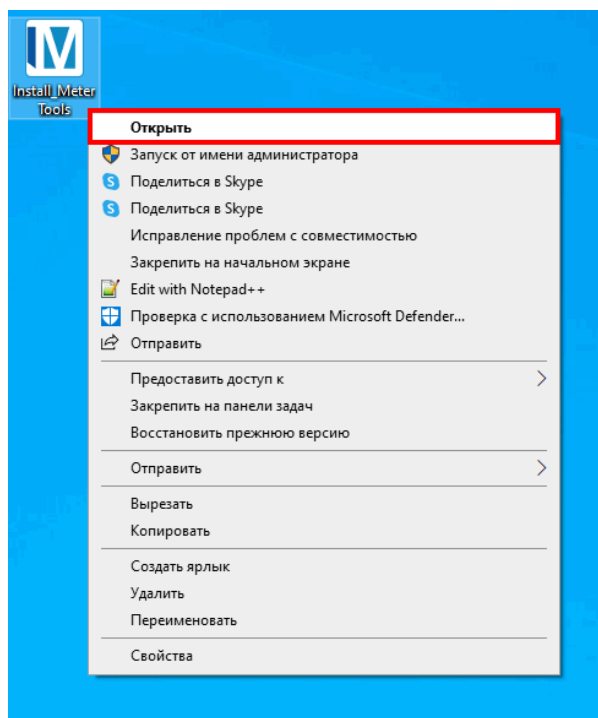 Install_Meter
Tools
Открыть
Запуск от имени администратора
Поделиться в Skype
Поделиться в Skype
Исправление проблем с совместимостью
Закрепить на начальном экране
Edit with Notepad++
Проверка с использованием Microsoft Defender...
Отправить
Предоставить доступ к
Закрепить на панели задач
Восстановить прежнюю версию
Отправить
Вырезать
Копировать
Создать ярлык
Удалить
Переименовать
Свойства